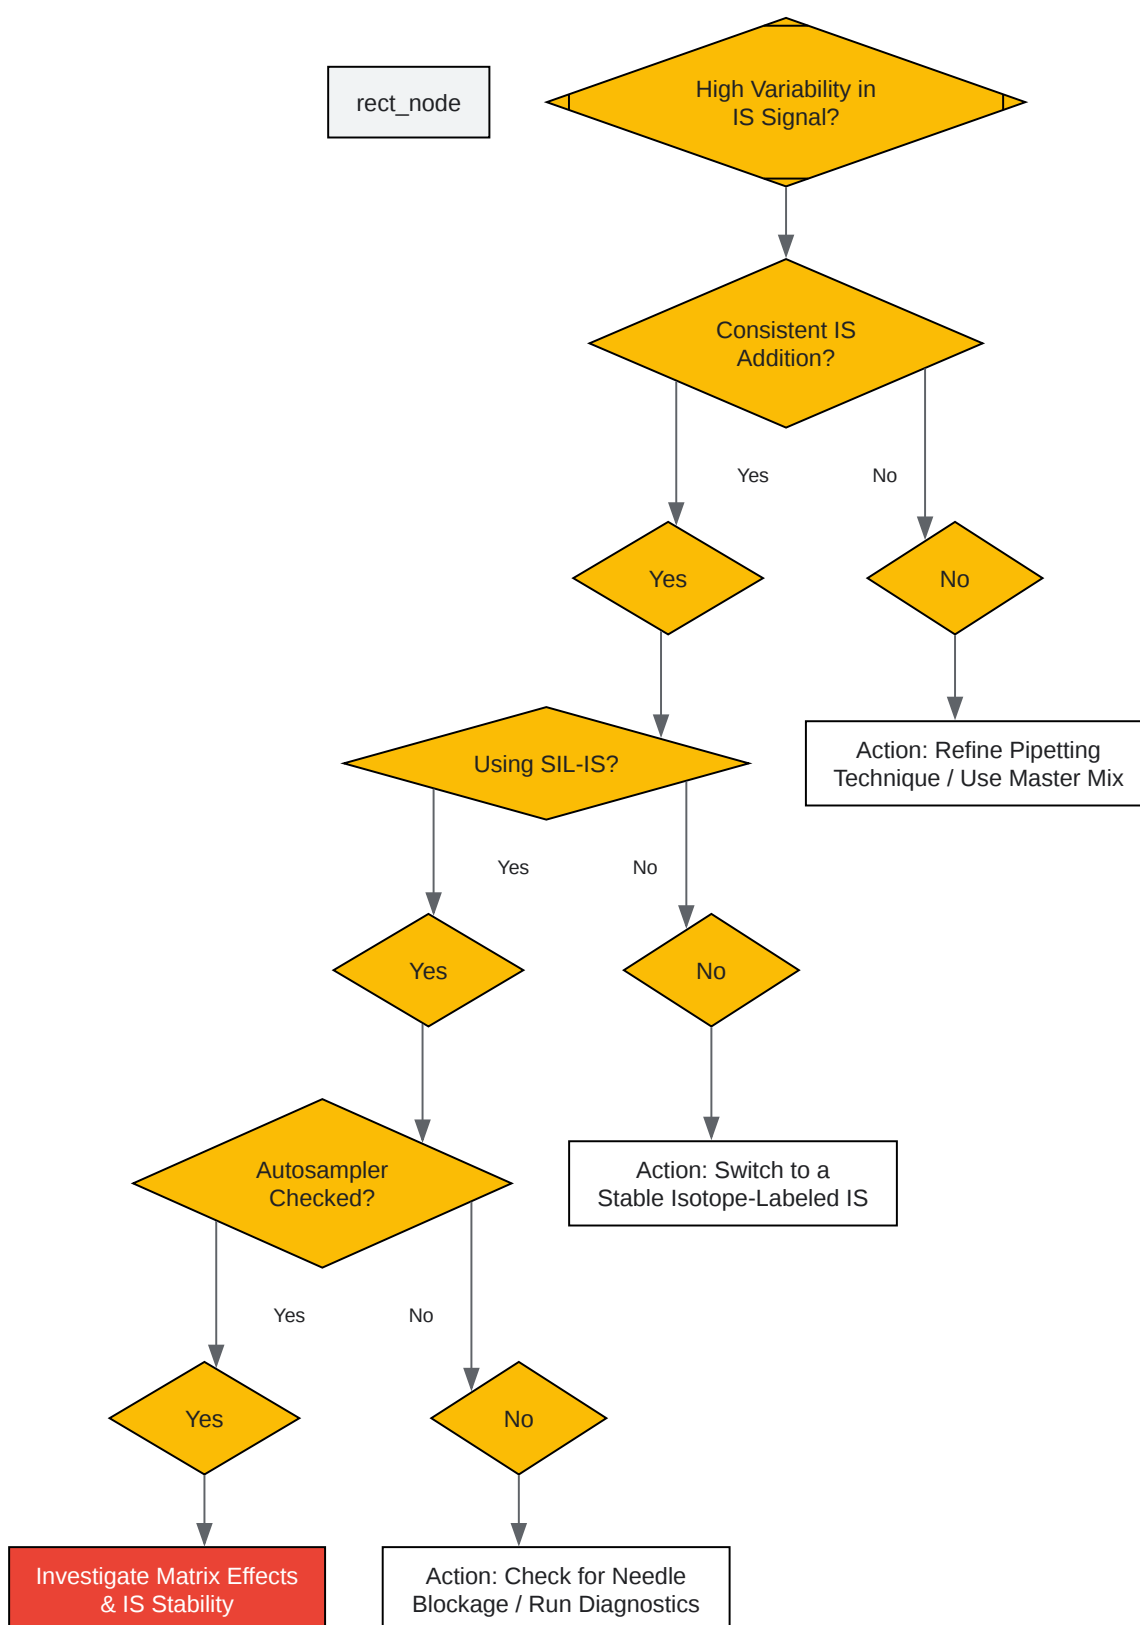 rect_node
High Variability in
IS Signal?
Consistent IS
Addition?
Yes
No
Yes
No
Action: Refine Pipetting
Technique / Use Master Mix
Using SIL-IS?
Yes
No
Yes
No
Action: Switch to a
Stable Isotope-Labeled IS
Autosampler
Checked?
Yes
No
Yes
No
Investigate Matrix Effects
& IS Stability
Action: Check for Needle
Blockage / Run Diagnostics